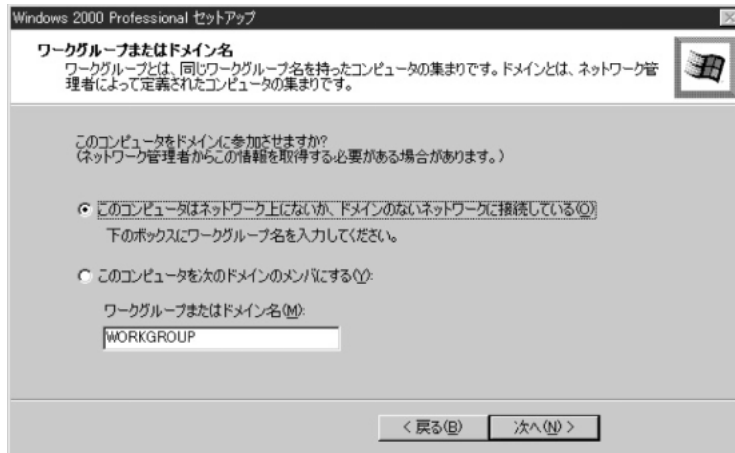 Windows 2000 Professional セットアップ
ワークグループまたはドメイン名
ワークグループとは、同じワークグループ名を持ったコンピュータの集まりです。ドメインとは、ネットワーク管
理者によって定義されたコンピュータの集まりです。
このコンピュータをドメインに参加させますか?
(ネットワーク管理者からこの情報を取得する必要がある場合があります。)
このコンピュータはネットワーク上にないか、ドメインのないネットワークに接続している(O)
下のボックスにワークグループ名を入力してください。
このコンピュータを次のドメインのメンバにする(Y):
ワークグループまたはドメイン名(M):
WORKGROUP
< 戻る(B) 次へ(N) >